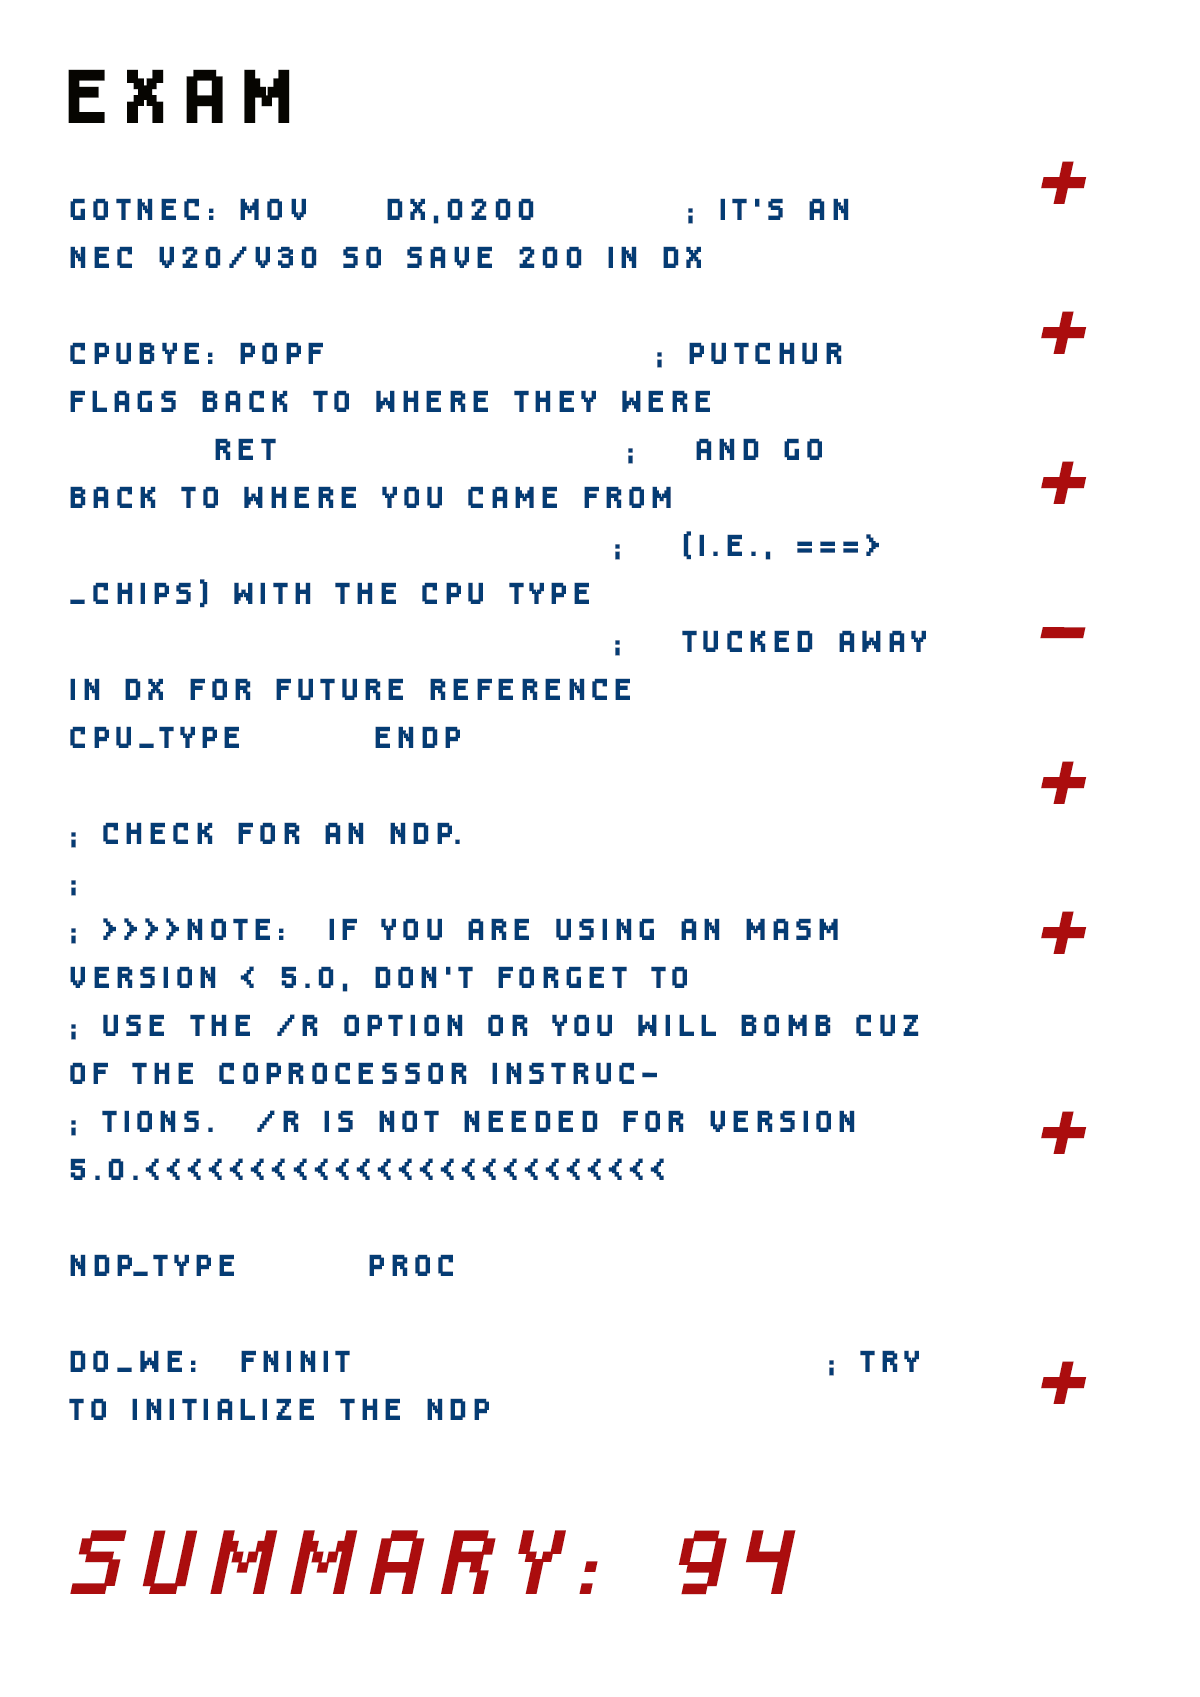 EXAM
+
GOTNEC: MOV    DX,0200        ; IT'S AN
NEC V20/V30 SO SAVE 200 IN DX
+
CPUBYE: POPF                 ; PUTCHUR
FLAGS BACK TO WHERE THEY WERE
       RET                  ;   AND GO
+
BACK TO WHERE YOU CAME FROM
                            ;   (I.E., ===>
_CHIPS) WITH THE CPU TYPE
-
                            ;   TUCKED AWAY
IN DX FOR FUTURE REFERENCE
CPU_TYPE       ENDP
+
; CHECK FOR AN NDP.
;
; >>>>NOTE:  IF YOU ARE USING AN MASM
+
VERSION < 5.0, DON'T FORGET TO
; USE THE /R OPTION OR YOU WILL BOMB CUZ
OF THE COPROCESSOR INSTRUC-
; TIONS.  /R IS NOT NEEDED FOR VERSION
+
5.0.<<<<<<<<<<<<<<<<<<<<<<<<<
NDP_TYPE       PROC
DO_WE:  FNINIT                         ; TRY
+
TO INITIALIZE THE NDP
SUMMARY: 94